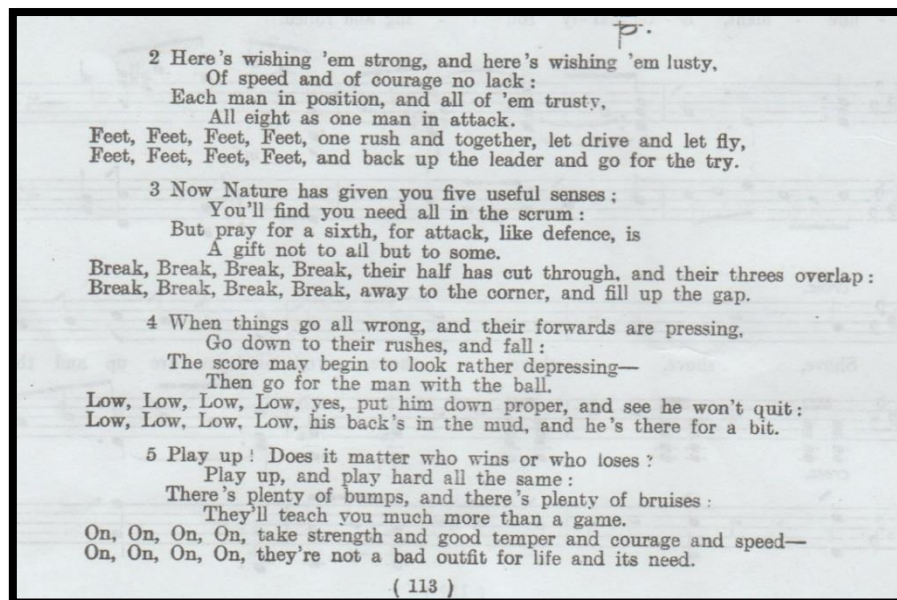 p.
2 Here's wishing 'em strong, and here's wishing 'em lusty,
Of speed and of courage no lack :
Each man in position, and all of 'em trusty,
All eight as one man in attack.
Feet, Feet, Feet, Feet, one rush and together, let drive and let fly,
Feet, Feet, Feet, Feet, and back up the leader and go for the try.
3 Now Nature has given you five useful senses ;
You'll find you need all in the scrum :
But pray for a sixth, for attack, like defence, is
A gift not to all but to some.
Break, Break, Break, Break, their half has cut through, and their threes overlap :
Break, Break, Break, Break, away to the corner, and fill up the gap.
4 When things go all wrong, and their forwards are pressing,
Go down to their rushes, and fall :
The score may begin to look rather depressing—
Then go for the man with the ball.
Low, Low, Low, Low, yes, put him down proper, and see he won't quit :
Low, Low, Low, Low, his back's in the mud, and he's there for a bit.
5 Play up ! Does it matter who wins or who loses ?
Play up, and play hard all the same :
There's plenty of bumps, and there's plenty of bruises :
They'll teach you much more than a game.
On, On, On, On, take strength and good temper and courage and speed—
On, On, On, On, they're not a bad outfit for life and its need.
( 113 )